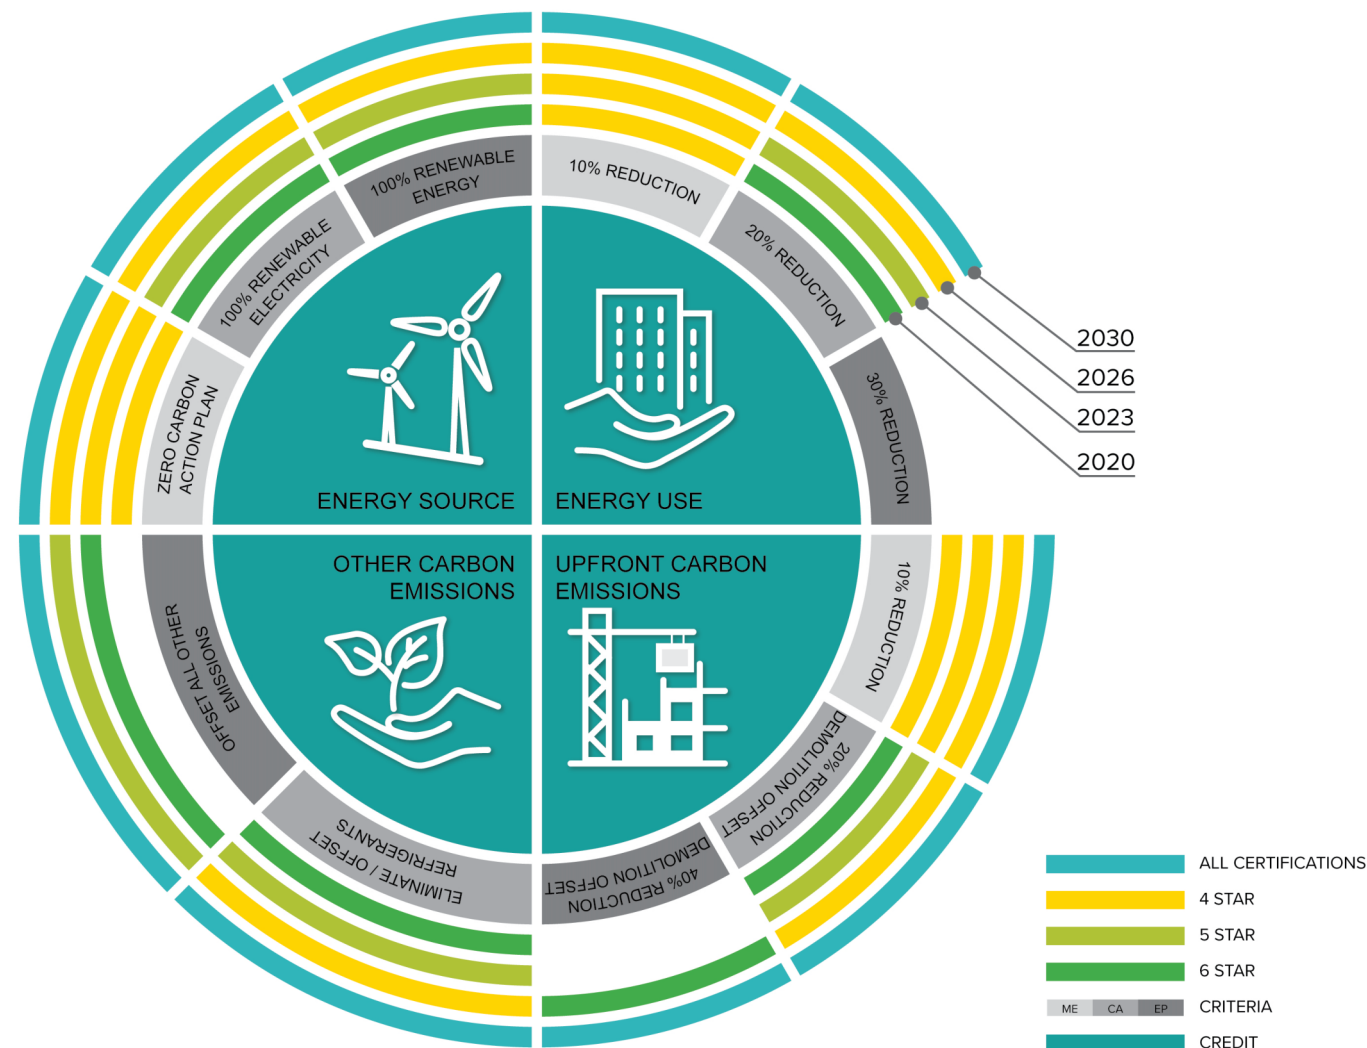 100% RENEWABLE
ENERGY
10% REDUCTION
100% RENEWABLE
ELECTRICITY
20% REDUCTION
ZERO CARBON
ACTION PLAN
30% REDUCTION
2030
2026
2023
2020
ENERGY SOURCE
ENERGY USE
OTHER CARBON
EMISSIONS
UPFRONT CARBON
EMISSIONS
OFFSET ALL OTHER
EMISSIONS
10% REDUCTION
20% REDUCTION
DEMOLITION OFFSET
ELIMINATE / OFFSET
REFRIGERANTS
40% REDUCTION
DEMOLITION OFFSET
ALL CERTIFICATIONS
4 STAR
5 STAR
6 STAR
ME CA EP CRITERIA
CREDIT